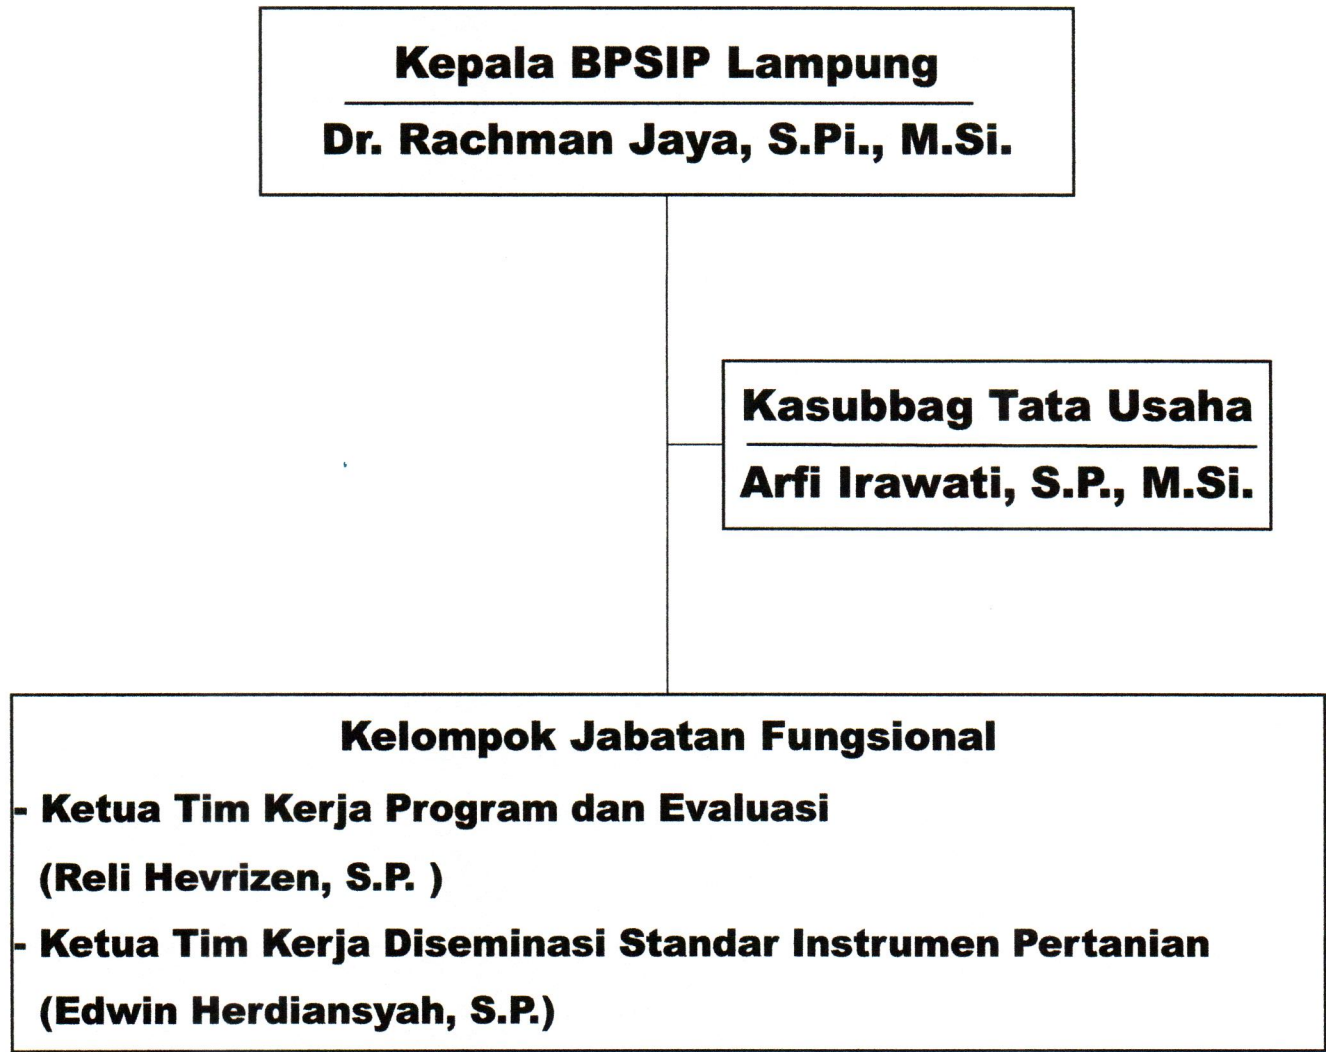 Kepala BPSIP Lampung
Dr. Rachman Jaya, S.Pi., M.Si.
Kasubbag Tata Usaha
Arfi Irawati, S.P., M.Si.
Kelompok Jabatan Fungsional
- Ketua Tim Kerja Program dan Evaluasi
(Reli Hevrizen, S.P. )
- Ketua Tim Kerja Diseminasi Standar Instrumen Pertanian
(Edwin Herdiansyah, S.P.)